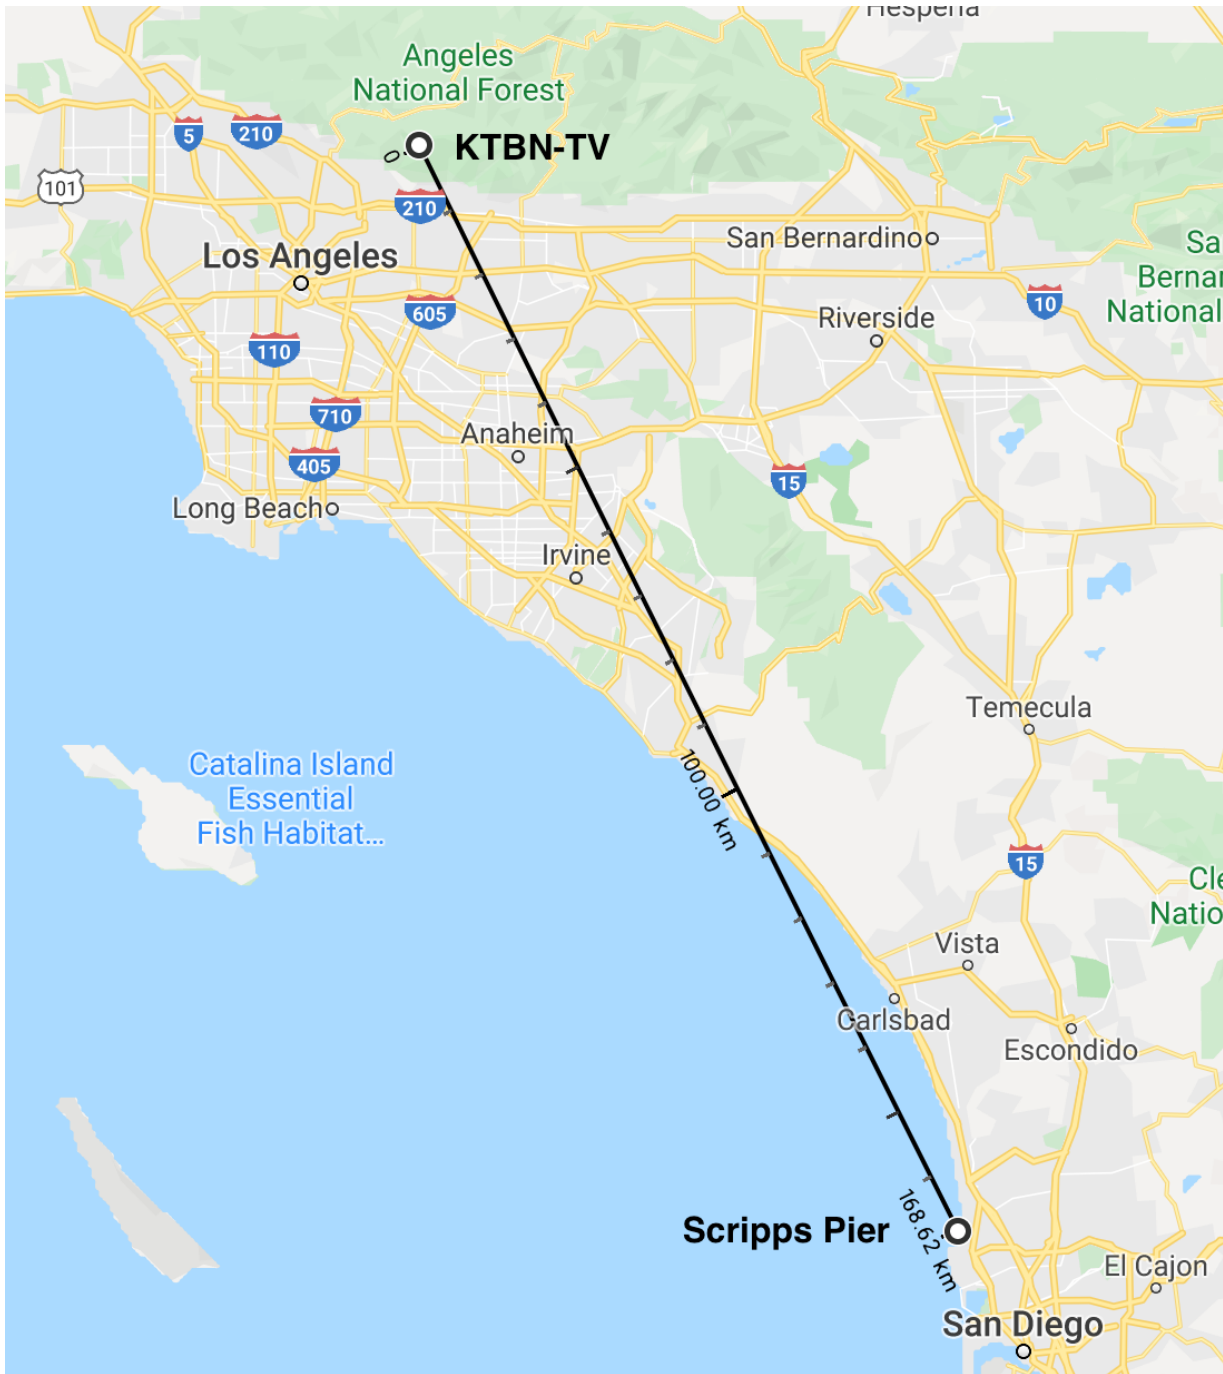 Hesperia
Angeles
National Forest
5
210
KTBN-TV
0
101
210
San Bernardino
Sa
Bernar
National
Los Angeles
605
10
Riverside
110
710
Anaheim
405
15
Long Beach
Irvine
Temecula
100.00 km
Catalina Island
Essential
Fish Habitat...
15
Cle
Natio
Vista
Carlsbad
Escondido
168.62 km
Scripps Pier
El Cajon
San Diego